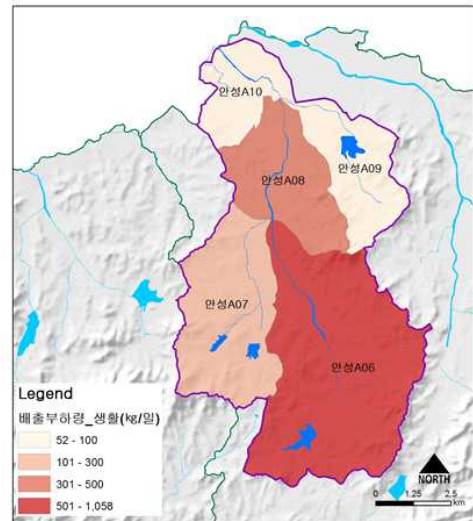 안성A10
안성A09
안성A08
안성A07
안성A06
Legend
배출부하량_생활(kg/일)
52 - 100
101 - 300
301 - 500
501 - 1,058
NORTH
0 1.25 2.5
km